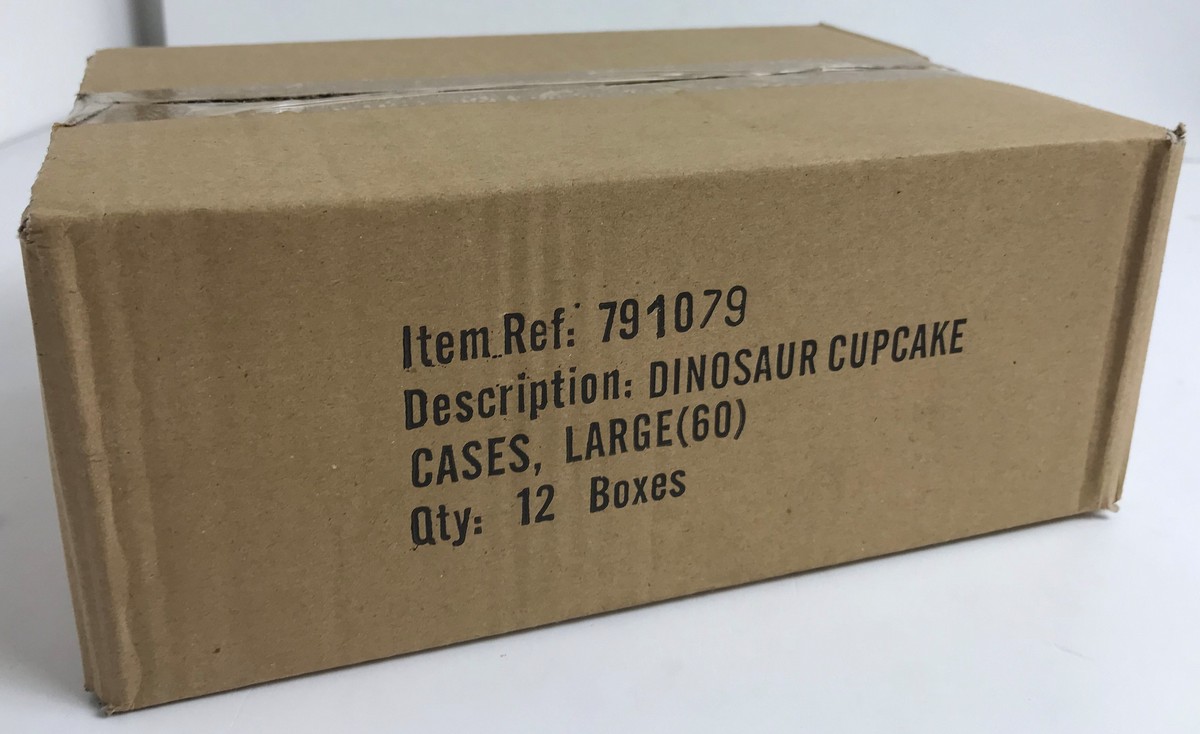 Item Ref: 791079
Description: DINOSAUR CUPCAKE
CASES, LARGE(60)
Qty: 12 Boxes